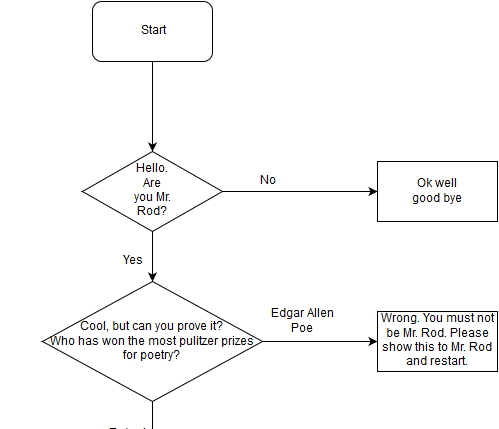 Start
Hello.
Are
you Mr.
Rod?
No
Ok well
good bye
Yes
Cool, but can you prove it?
Who has won the most pulitzer prizes
for poetry?
Edgar Allen
Poe
Wrong. You must not
be Mr. Rod. Please
show this to Mr. Rod
and restart.